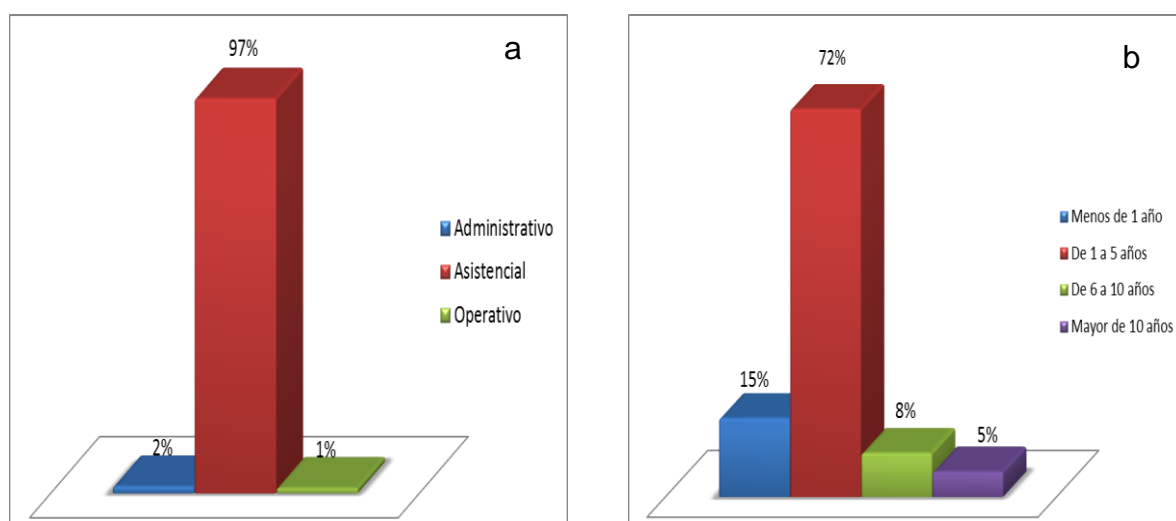 a
97%
2%
1%
Administrativo
Asistencial
Operativo
b
72%
15%
8%
5%
Menos de 1 año
De 1 a 5 años
De 6 a 10 años
Mayor de 10 años